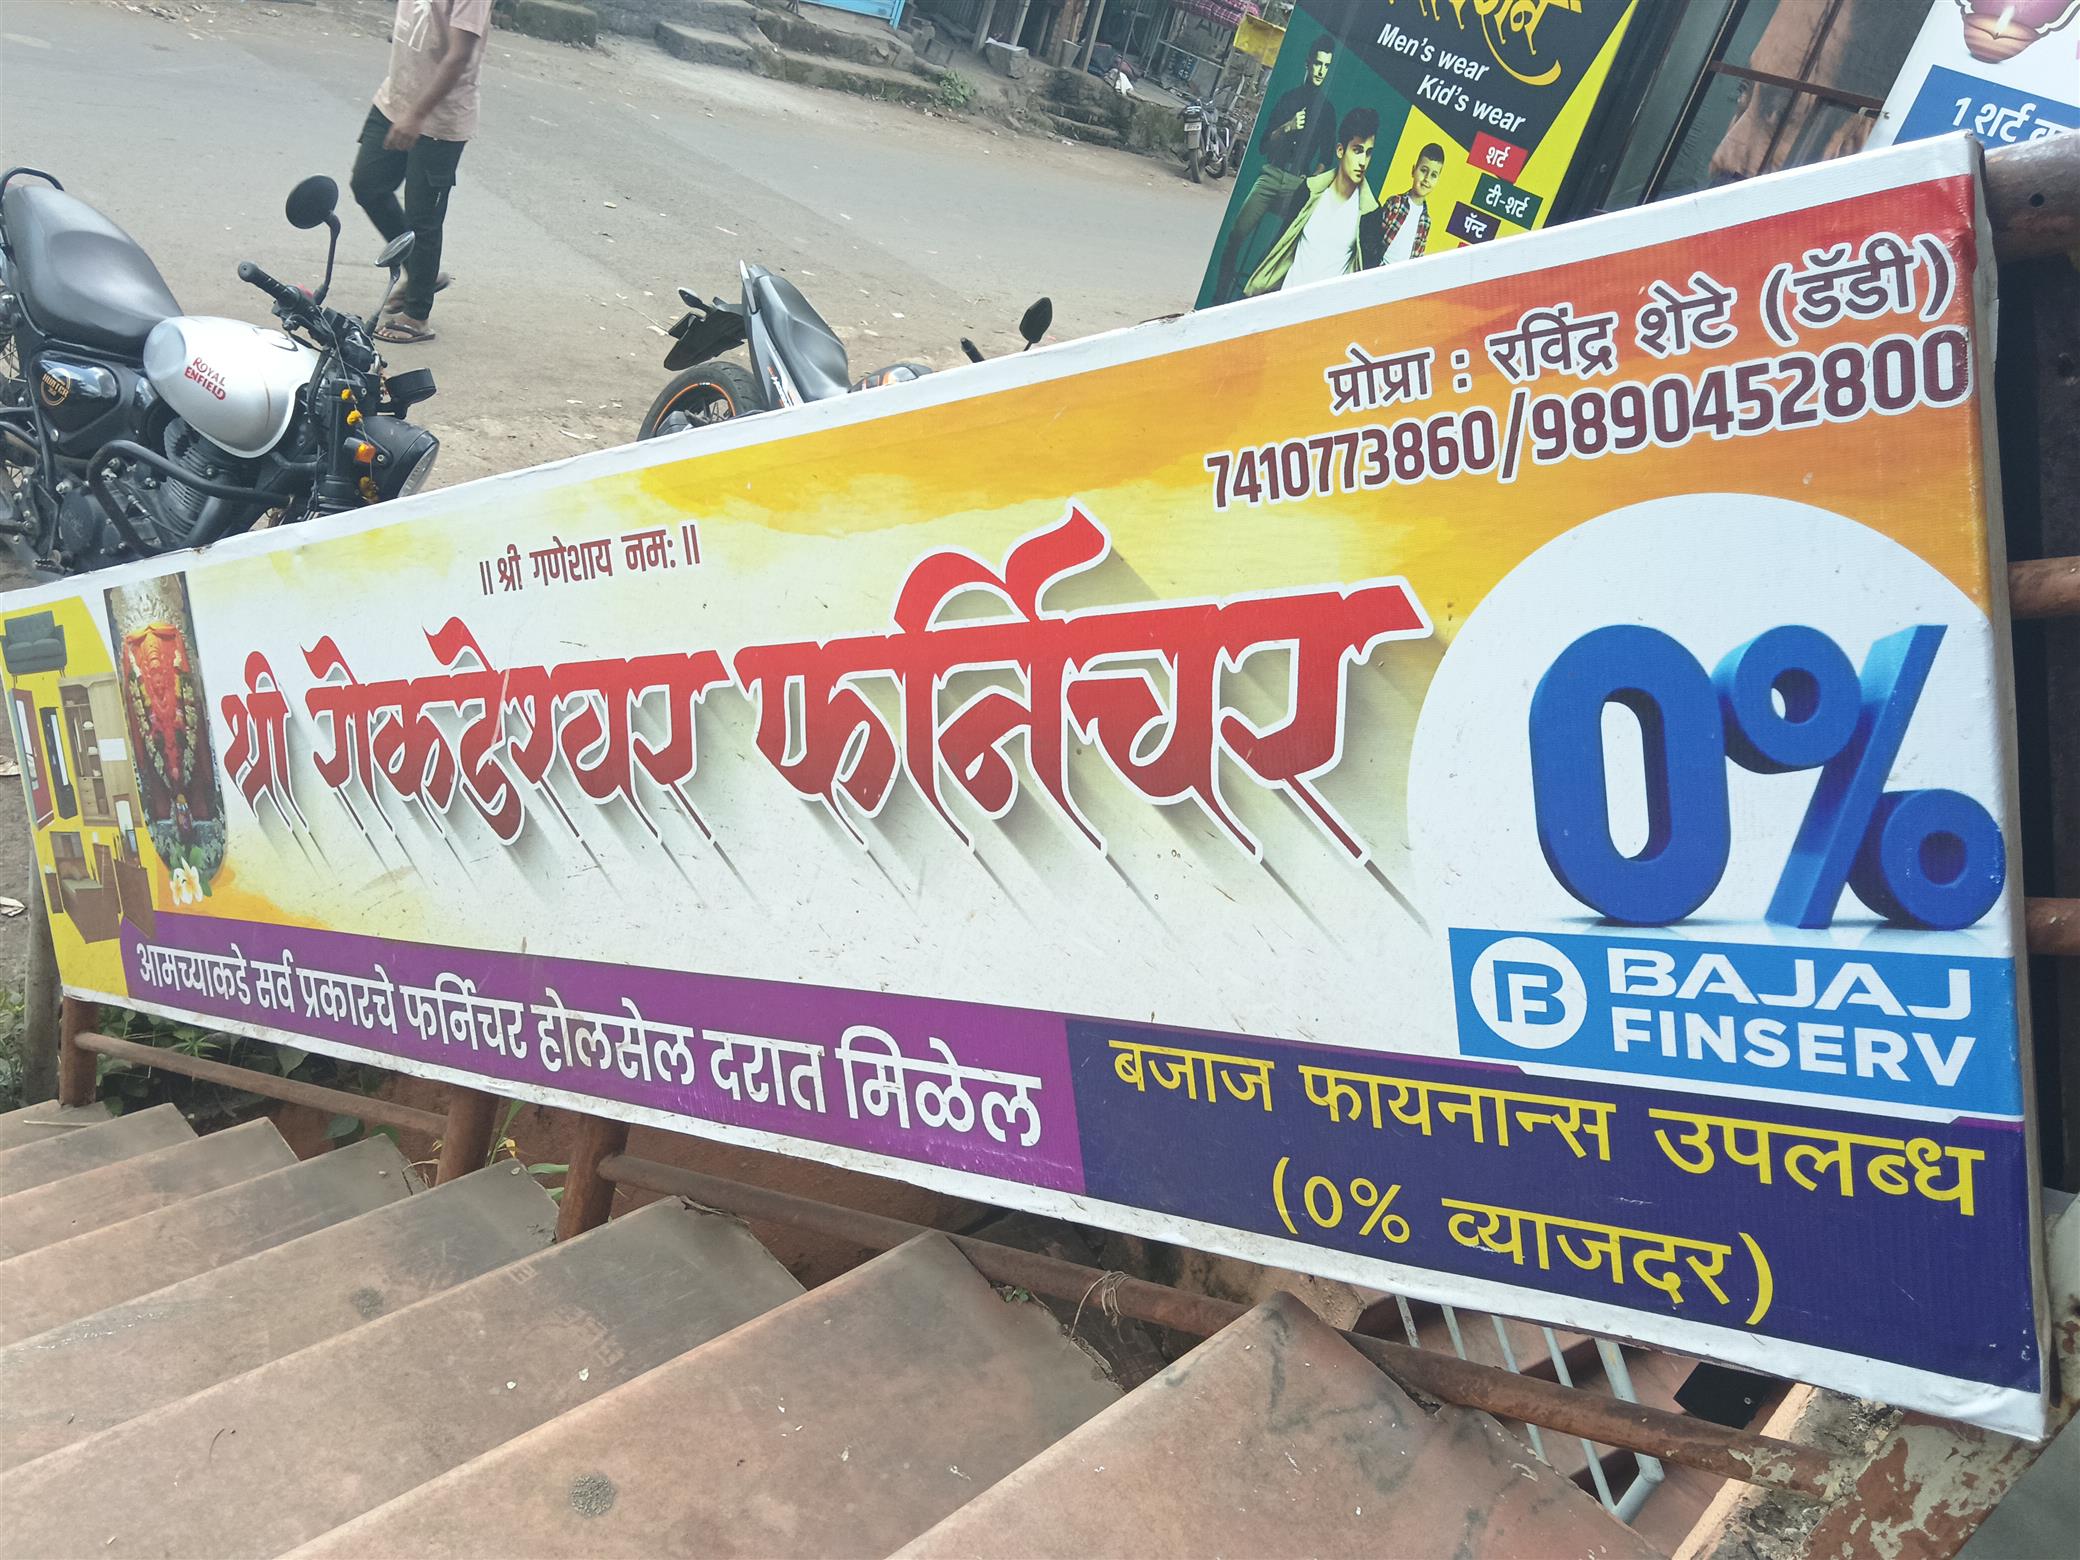 Men's wear
Kid's wear
शर्ट
टी-शर्ट
पॅन्ट
1 शर्ट
ROYAL
ENFIELD
HUNTER
प्रोप्रा : रविंद्र शेटे (डॅडी)
7410773860/9890452800
॥ श्री गणेशाय नमः ॥
श्री रोकडेश्वर फर्निचर
0%
B BAJAJ
FINSERV
आमच्याकडे सर्व प्रकारचे फर्निचर होलसेल दरात मिळेल
बजाज फायनान्स उपलब्ध
(0% व्याजदर)